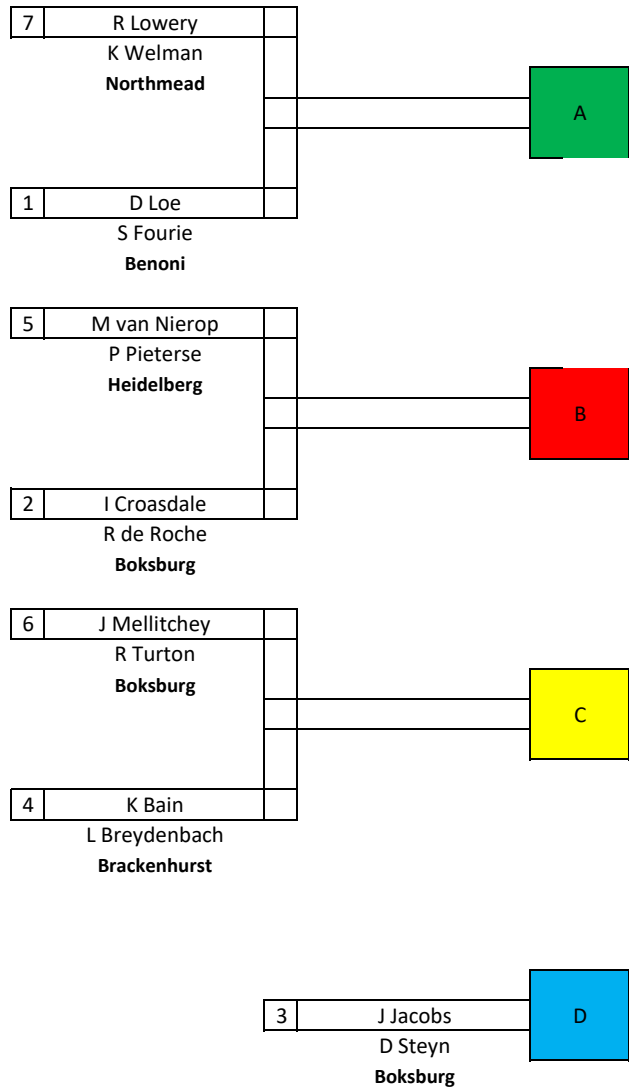 7 R Lowery
K Welman
Northmead
A
1 D Loe
S Fourie
Benoni
5 M van Nierop
P Pieterse
Heidelberg
B
2 I Croasdale
R de Roche
Boksburg
6 J Mellitchey
R Turton
Boksburg
C
4 K Bain
L Breydenbach
Brackenhurst
3 J Jacobs D
D Steyn
Boksburg